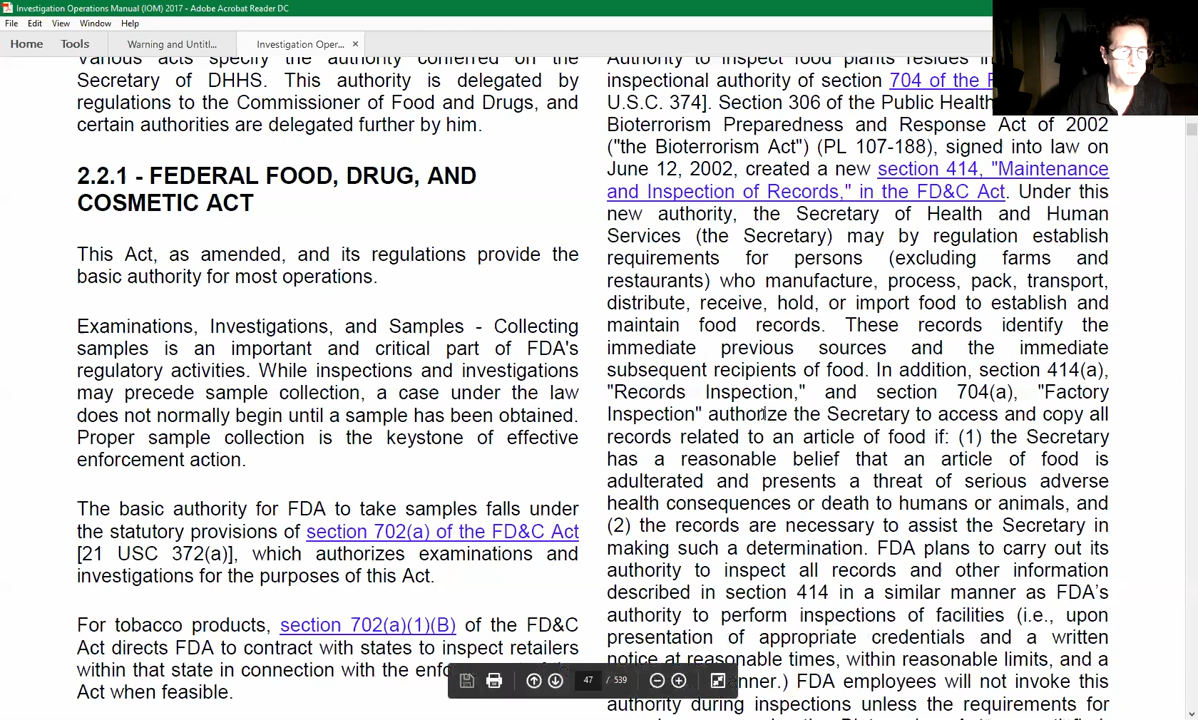 Investigation Operations Manual (IOM) 2017 - Adobe Acrobat Reader DC
File Edit View Window Help
Home Tools Warning and Untitl... Investigation Oper... ×
Various acts specify the authority conferred on the
Secretary of DHHS. This authority is delegated by
regulations to the Commissioner of Food and Drugs, and
certain authorities are delegated further by him.
2.2.1 - FEDERAL FOOD, DRUG, AND
COSMETIC ACT
This Act, as amended, and its regulations provide the
basic authority for most operations.
Examinations, Investigations, and Samples - Collecting
samples is an important and critical part of FDA's
regulatory activities. While inspections and investigations
may precede sample collection, a case under the law
does not normally begin until a sample has been obtained.
Proper sample collection is the keystone of effective
enforcement action.
The basic authority for FDA to take samples falls under
the statutory provisions of section 702(a) of the FD&C Act
[21 USC 372(a)], which authorizes examinations and
investigations for the purposes of this Act.
For tobacco products, section 702(a)(1)(B) of the FD&C
Act directs FDA to contract with states to inspect retailers
within that state in connection with the
Act when feasible.
Authority to inspect food plants resides
inspectional authority of section 704 of the
U.S.C. 374]. Section 306 of the Public Health
Bioterrorism Preparedness and Response Act of 2002
("the Bioterrorism Act") (PL 107-188), signed into law on
June 12, 2002, created a new section 414, "Maintenance
and Inspection of Records," in the FD&C Act. Under this
new authority, the Secretary of Health and Human
Services (the Secretary) may by regulation establish
requirements for persons (excluding farms and
restaurants) who manufacture, process, pack, transport,
distribute, receive, hold, or import food to establish and
maintain food records. These records identify the
immediate previous sources and the immediate
subsequent recipients of food. In addition, section 414(a),
"Records Inspection," and section 704(a), "Factory
Inspection" authorize the Secretary to access and copy all
records related to an article of food if: (1) the Secretary
has a reasonable belief that an article of food is
adulterated and presents a threat of serious adverse
health consequences or death to humans or animals, and
(2) the records are necessary to assist the Secretary in
making such a determination. FDA plans to carry out its
authority to inspect all records and other information
described in section 414 in a similar manner as FDA's
authority to perform inspections of facilities (i.e., upon
presentation of appropriate credentials and a written
notice at reasonable times, within reasonable limits, and a
FDA employees will not invoke this
authority during inspections unless the requirements for
47 / 539